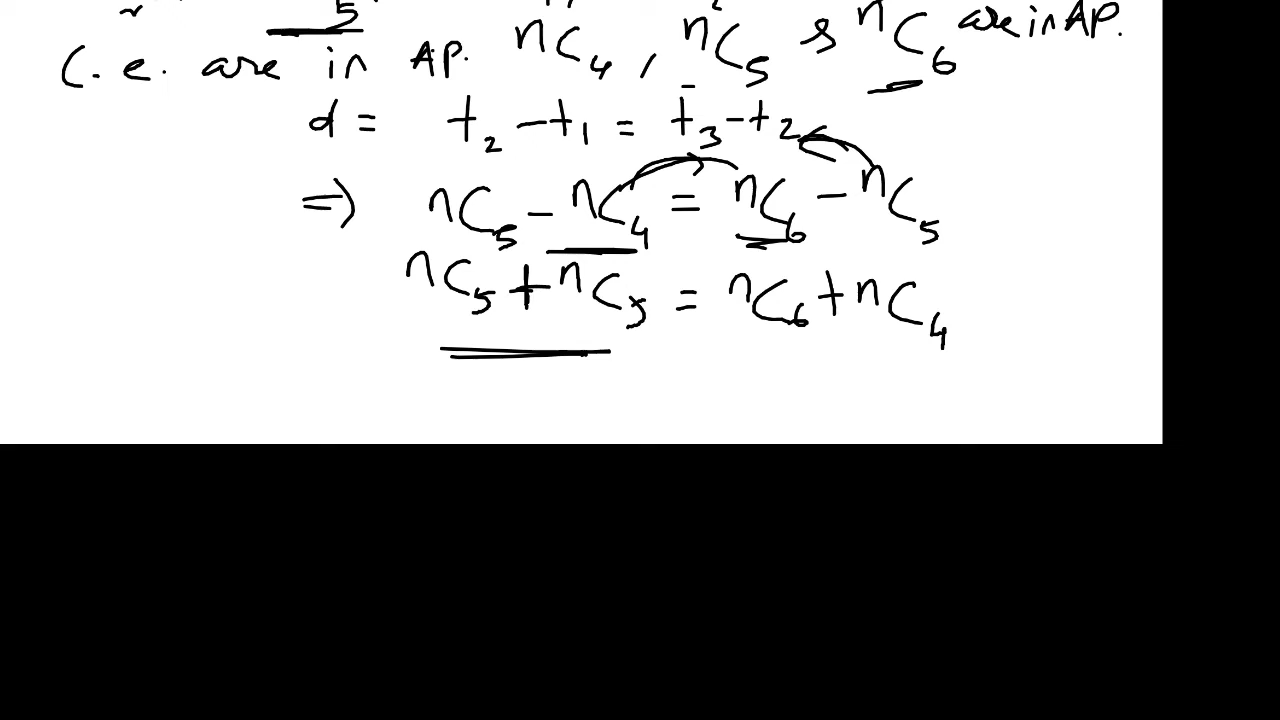 r 5
C. e. are in AP. nC4, nC5 & nC6 are in AP.
d = t2 - t1 = t3 - t2
=> nC5 - nC4 = nC6 - nC5
nC5 + nC5 = nC6 + nC4